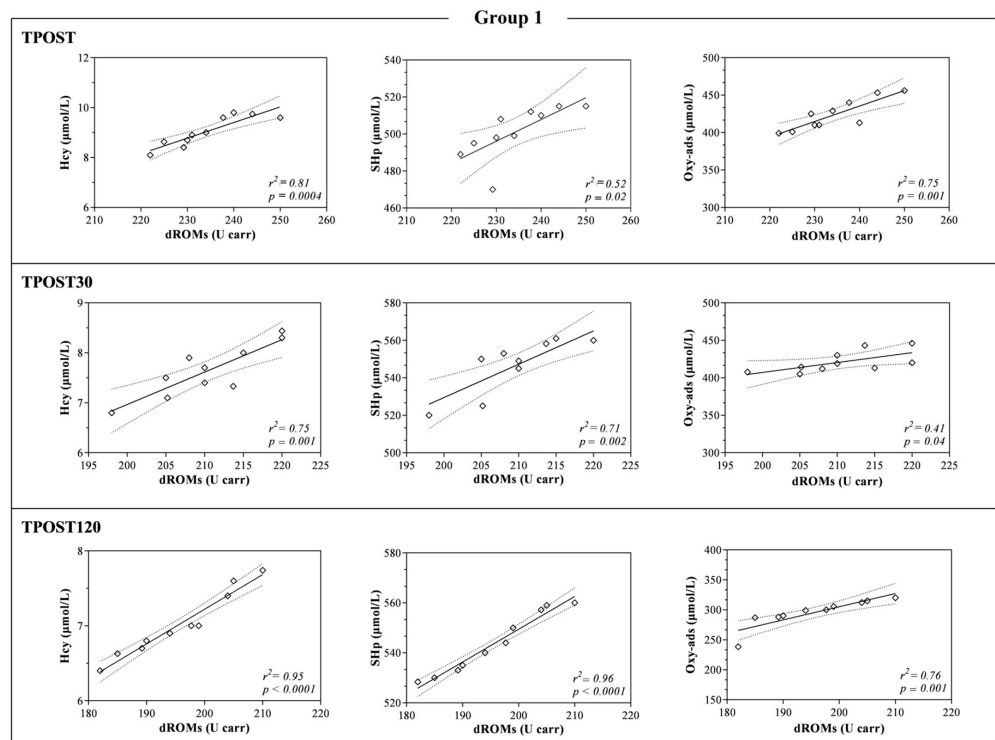 Group 1
TPOST
Hcy (µmol/L)
12
10
8
6
210 220 230 240 250 260
dROMs (U carr)
r² = 0.81
p = 0.0004
SHp (µmol/L)
540
520
500
480
460
210 220 230 240 250 260
dROMs (U carr)
r² = 0.52
p = 0.02
Oxy-ads (µmol/L)
500
450
400
350
300
210 220 230 240 250 260
dROMs (U carr)
r² = 0.75
p = 0.001
TPOST30
Hcy (µmol/L)
9
8
7
6
195 200 205 210 215 220 225
dROMs (U carr)
r² = 0.75
p = 0.001
SHp (µmol/L)
580
560
540
520
500
195 200 205 210 215 220 225
dROMs (U carr)
r² = 0.71
p = 0.002
Oxy-ads (µmol/L)
500
450
400
350
300
195 200 205 210 215 220 225
dROMs (U carr)
r² = 0.41
p = 0.04
TPOST120
Hcy (µmol/L)
8
7
6
180 190 200 210 220
dROMs (U carr)
r² = 0.95
p < 0.0001
SHp (µmol/L)
580
560
540
520
180 190 200 210 220
dROMs (U carr)
r² = 0.96
p < 0.0001
Oxy-ads (µmol/L)
400
350
300
250
200
150
180 190 200 210 220
dROMs (U carr)
r² = 0.76
p = 0.001